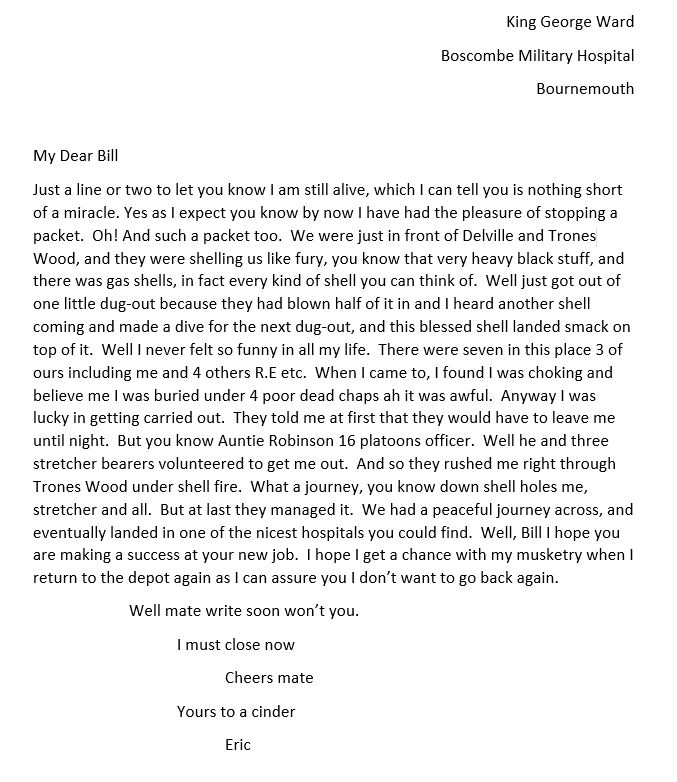 King George Ward
Boscombe Military Hospital
Bournemouth
My Dear Bill
Just a line or two to let you know I am still alive, which I can tell you is nothing short
of a miracle. Yes as I expect you know by now I have had the pleasure of stopping a
packet.  Oh! And such a packet too.  We were just in front of Delville and Trones
Wood, and they were shelling us like fury, you know that very heavy black stuff, and
there was gas shells, in fact every kind of shell you can think of.  Well just got out of
one little dug-out because they had blown half of it in and I heard another shell
coming and made a dive for the next dug-out, and this blessed shell landed smack on
top of it.  Well I never felt so funny in all my life.  There were seven in this place 3 of
ours including me and 4 others R.E etc.  When I came to, I found I was choking and
believe me I was buried under 4 poor dead chaps ah it was awful.  Anyway I was
lucky in getting carried out.  They told me at first that they would have to leave me
until night.  But you know Auntie Robinson 16 platoons officer.  Well he and three
stretcher bearers volunteered to get me out.  And so they rushed me right through
Trones Wood under shell fire.  What a journey, you know down shell holes me,
stretcher and all.  But at last they managed it.  We had a peaceful journey across, and
eventually landed in one of the nicest hospitals you could find.  Well, Bill I hope you
are making a success at your new job.  I hope I get a chance with my musketry when I
return to the depot again as I can assure you I don’t want to go back again.
Well mate write soon won’t you.
I must close now
Cheers mate
Yours to a cinder
Eric